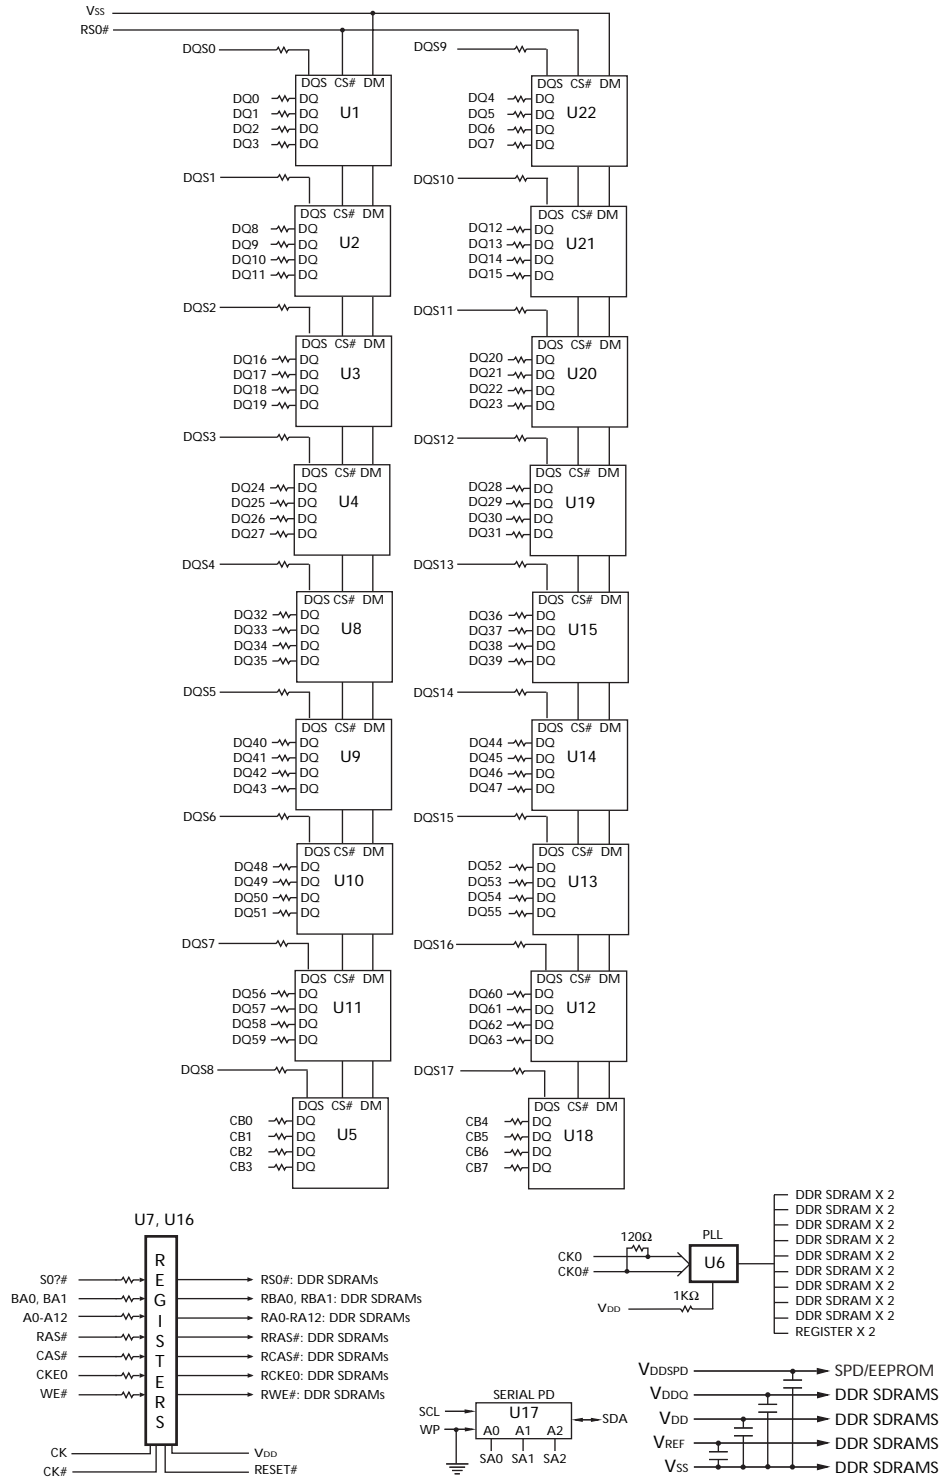 VSS
RS0#
DQS0
DQS CS# DM
DQ0 DQ
DQ1 DQ
DQ2 DQ
DQ3 DQ
U1
DQS9
DQS CS# DM
DQ4 DQ
DQ5 DQ
DQ6 DQ
DQ7 DQ
U22
DQS1
DQS CS# DM
DQ8 DQ
DQ9 DQ
DQ10 DQ
DQ11 DQ
U2
DQS10
DQS CS# DM
DQ12 DQ
DQ13 DQ
DQ14 DQ
DQ15 DQ
U21
DQS2
DQS CS# DM
DQ16 DQ
DQ17 DQ
DQ18 DQ
DQ19 DQ
U3
DQS11
DQS CS# DM
DQ20 DQ
DQ21 DQ
DQ22 DQ
DQ23 DQ
U20
DQS3
DQS CS# DM
DQ24 DQ
DQ25 DQ
DQ26 DQ
DQ27 DQ
U4
DQS12
DQS CS# DM
DQ28 DQ
DQ29 DQ
DQ30 DQ
DQ31 DQ
U19
DQS4
DQS CS# DM
DQ32 DQ
DQ33 DQ
DQ34 DQ
DQ35 DQ
U8
DQS13
DQS CS# DM
DQ36 DQ
DQ37 DQ
DQ38 DQ
DQ39 DQ
U15
DQS5
DQS CS# DM
DQ40 DQ
DQ41 DQ
DQ42 DQ
DQ43 DQ
U9
DQS14
DQS CS# DM
DQ44 DQ
DQ45 DQ
DQ46 DQ
DQ47 DQ
U14
DQS6
DQS CS# DM
DQ48 DQ
DQ49 DQ
DQ50 DQ
DQ51 DQ
U10
DQS15
DQS CS# DM
DQ52 DQ
DQ53 DQ
DQ54 DQ
DQ55 DQ
U13
DQS7
DQS CS# DM
DQ56 DQ
DQ57 DQ
DQ58 DQ
DQ59 DQ
U11
DQS16
DQS CS# DM
DQ60 DQ
DQ61 DQ
DQ62 DQ
DQ63 DQ
U12
DQS8
DQS CS# DM
CB0 DQ
CB1 DQ
CB2 DQ
CB3 DQ
U5
DQS17
DQS CS# DM
CB4 DQ
CB5 DQ
CB6 DQ
CB7 DQ
U18
U7, U16
REGISTERS
S0?#
BA0, BA1
A0-A12
RAS#
CAS#
CKE0
WE#
CK
CK#
RS0#: DDR SDRAMs
RBA0, RBA1: DDR SDRAMs
RA0-RA12: DDR SDRAMs
RRAS#: DDR SDRAMs
RCAS#: DDR SDRAMs
RCKE0: DDR SDRAMs
RWE#: DDR SDRAMs
VDD
RESET#
SERIAL PD
SCL
WP
U17
A0 A1 A2
SA0 SA1 SA2
SDA
120Ω
CK0
CK0#
PLL
U6
1KΩ
VDD
DDR SDRAM X 2
DDR SDRAM X 2
DDR SDRAM X 2
DDR SDRAM X 2
DDR SDRAM X 2
DDR SDRAM X 2
DDR SDRAM X 2
DDR SDRAM X 2
DDR SDRAM X 2
REGISTER X 2
VDDSPD SPD/EEPROM
VDDQ DDR SDRAMS
VDD DDR SDRAMS
VREF DDR SDRAMS
VSS DDR SDRAMS